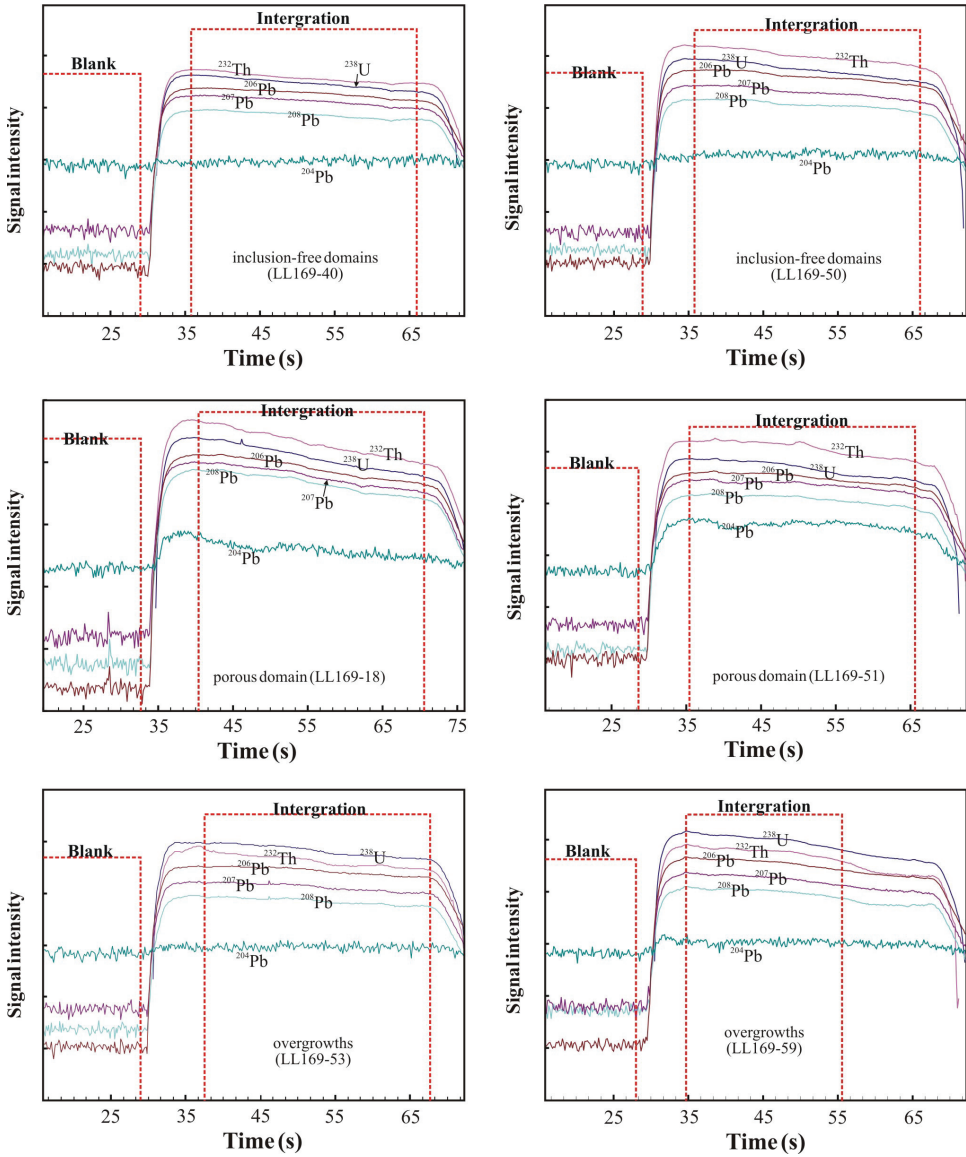 Intergration
Blank
²³²Th
²³⁸U
²⁰⁶Pb
²⁰⁷Pb
²⁰⁸Pb
²⁰⁴Pb
Signal intensity
inclusion-free domains
(LL169-40)
25 35 45 55 65
Time (s)
Intergration
Blank
²³²Th
²³⁸U
²⁰⁶Pb
²⁰⁷Pb
²⁰⁸Pb
²⁰⁴Pb
Signal intensity
inclusion-free domains
(LL169-50)
25 35 45 55 65
Time (s)
Intergration
Blank
²³²Th
²⁰⁶Pb
²³⁸U
²⁰⁸Pb
²⁰⁷Pb
²⁰⁴Pb
Signal intensity
porous domain (LL169-18)
25 35 45 55 65 75
Time (s)
Intergration
Blank
²³²Th
²⁰⁶Pb
²³⁸U
²⁰⁷Pb
²⁰⁸Pb
²⁰⁴Pb
Signal intensity
porous domain (LL169-51)
25 35 45 55 65
Time (s)
Intergration
Blank
²³²Th
²³⁸U
²⁰⁶Pb
²⁰⁷Pb
²⁰⁸Pb
²⁰⁴Pb
Signal intensity
overgrowths
(LL169-53)
25 35 45 55 65
Time (s)
Intergration
Blank
²³⁸U
²⁰⁶Pb
²³²Th
²⁰⁷Pb
²⁰⁸Pb
²⁰⁴Pb
Signal intensity
overgrowths
(LL169-59)
25 35 45 55 65
Time (s)